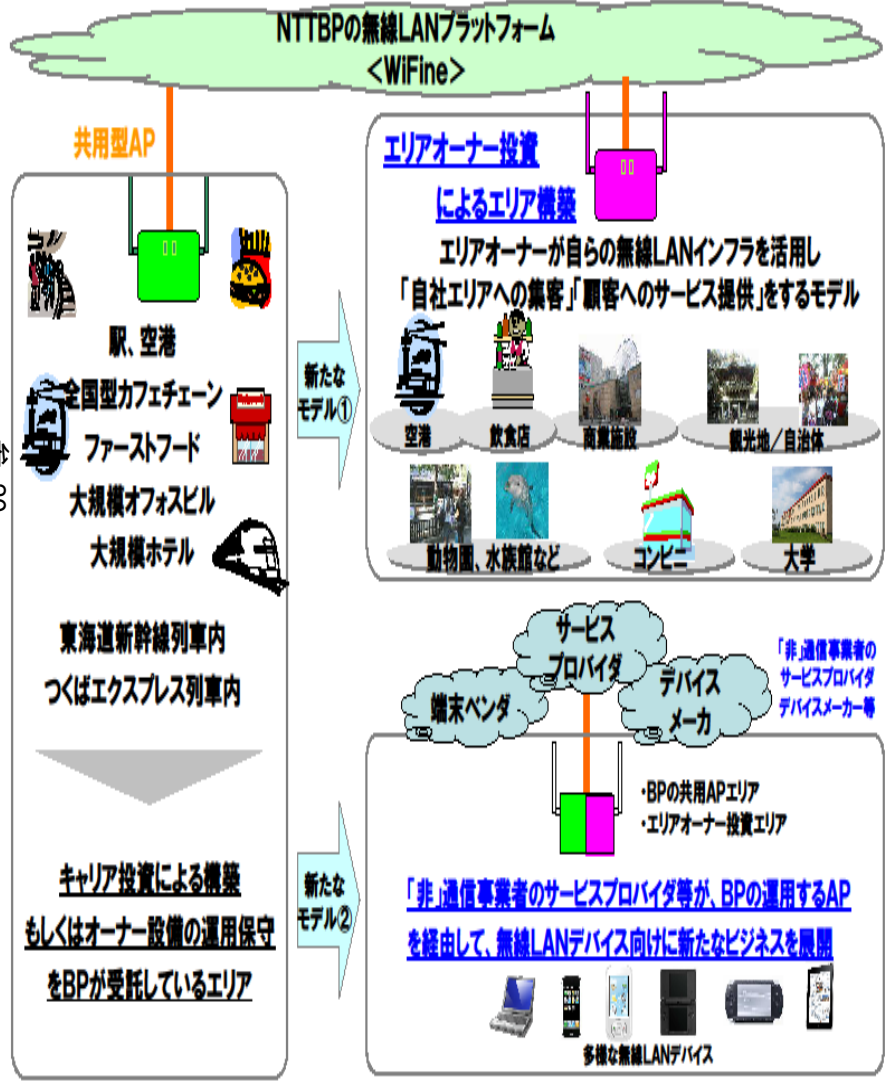 NTTBPの無線LANプラットフォーム
＜WiFine＞
共用型AP
駅、空港
全国型カフェチェーン
ファーストフード
大規模オフォスビル
大規模ホテル
東海道新幹線列車内
つくばエクスプレス列車内
キャリア投資による構築
もしくはオーナー設備の運用保守
をBPが受託しているエリア
新たな
モデル①
エリアオーナー投資
によるエリア構築
エリアオーナーが自らの無線LANインフラを活用し
「自社エリアへの集客」「顧客へのサービス提供」をするモデル
空港
飲食店
商業施設
観光地／自治体
動物園、水族館など
コンビニ
大学
新たな
モデル②
サービス
プロバイダ
端末ベンダ
デバイス
メーカ
「非」通信事業者の
サービスプロバイダ
デバイスメーカー等
・BPの共用APエリア
・エリアオーナー投資エリア
「非」通信事業者のサービスプロバイダ等が、BPの運用するAP
を経由して、無線LANデバイス向けに新たなビジネスを展開
多様な無線LANデバイス